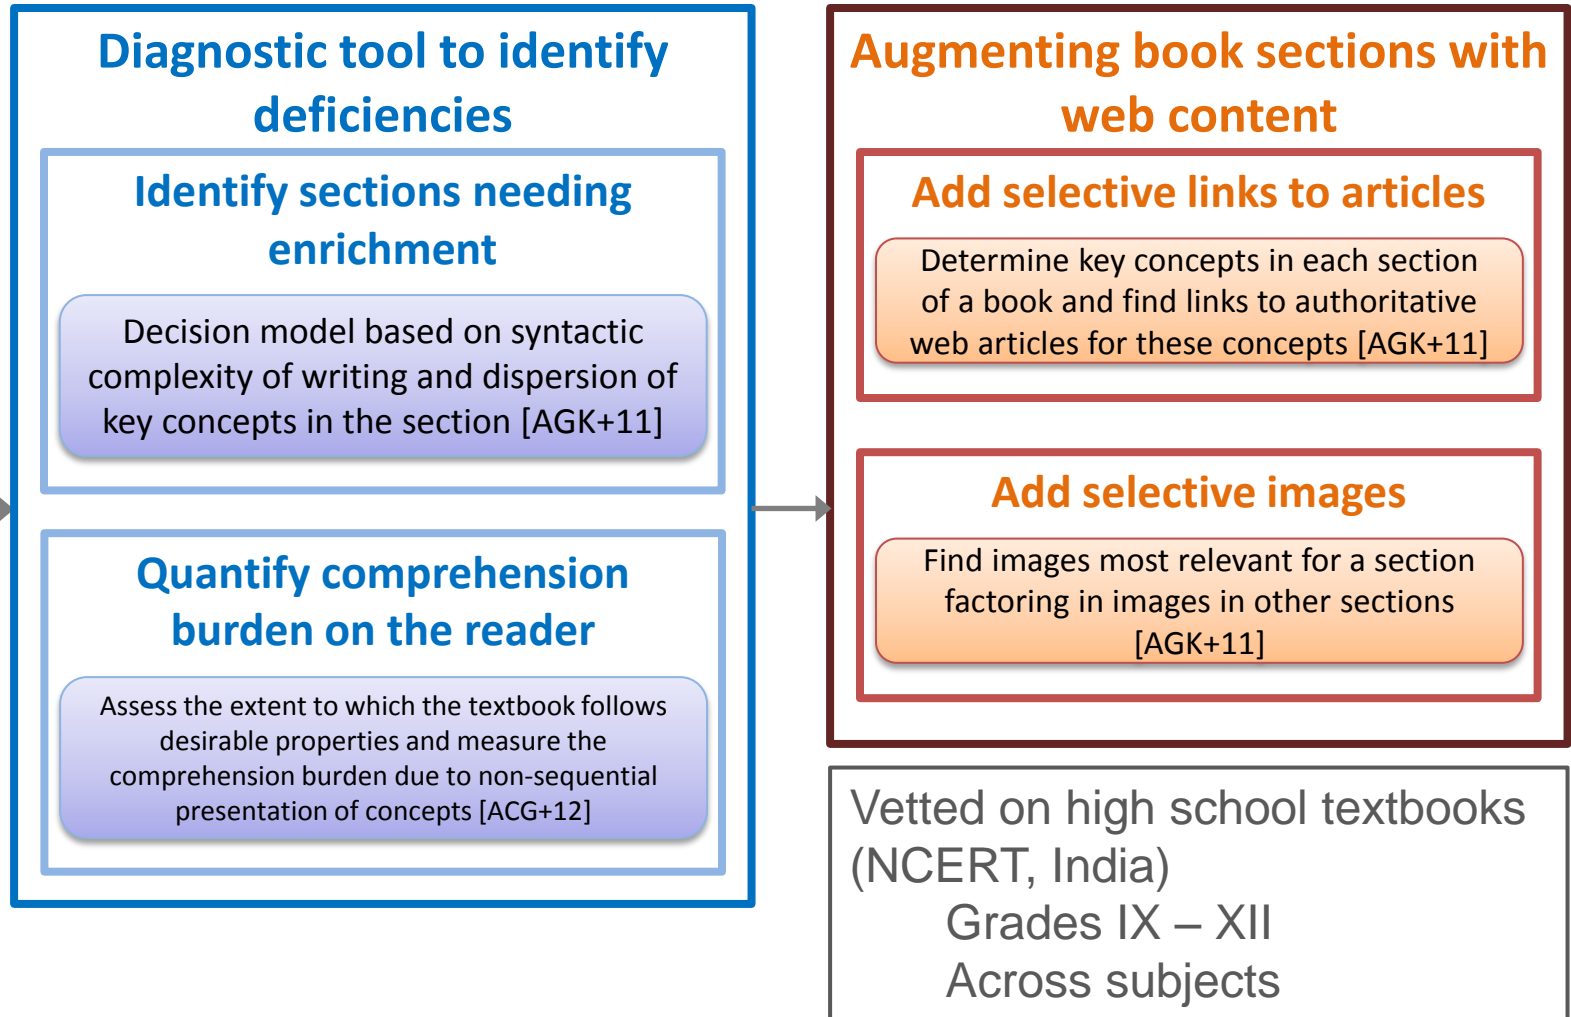 Diagnostic tool to identify
deficiencies
Identify sections needing
enrichment
Decision model based on syntactic
complexity of writing and dispersion of
key concepts in the section [AGK+11]
Quantify comprehension
burden on the reader
Assess the extent to which the textbook follows
desirable properties and measure the
comprehension burden due to non-sequential
presentation of concepts [ACG+12]
Augmenting book sections with
web content
Add selective links to articles
Determine key concepts in each section
of a book and find links to authoritative
web articles for these concepts [AGK+11]
Add selective images
Find images most relevant for a section
factoring in images in other sections
[AGK+11]
Vetted on high school textbooks
(NCERT, India)
Grades IX – XII
Across subjects